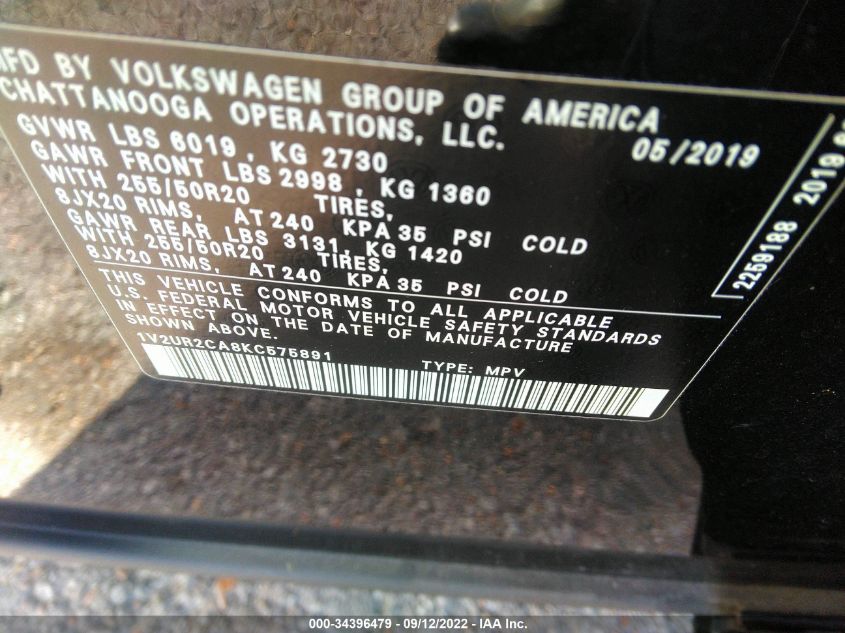 MFD BY VOLKSWAGEN GROUP OF AMERICA
CHATTANOOGA OPERATIONS, LLC.
05/2019
GVWR LBS 6019, KG 2730
GAWR FRONT LBS 2998, KG 1360
WITH 255/50R20 TIRES,
8JX20 RIMS, AT 240 KPA 35 PSI COLD
GAWR REAR LBS 3131, KG 1420
WITH 255/50R20 TIRES,
8JX20 RIMS, AT 240 KPA 35 PSI COLD
THIS VEHICLE CONFORMS TO ALL APPLICABLE
U.S. FEDERAL MOTOR VEHICLE SAFETY STANDARDS
IN EFFECT ON THE DATE OF MANUFACTURE
SHOWN ABOVE.
1V2UR2CA8KC575891 TYPE: MPV
2259188 2019
000-34396479 - 09/12/2022 - IAA Inc.